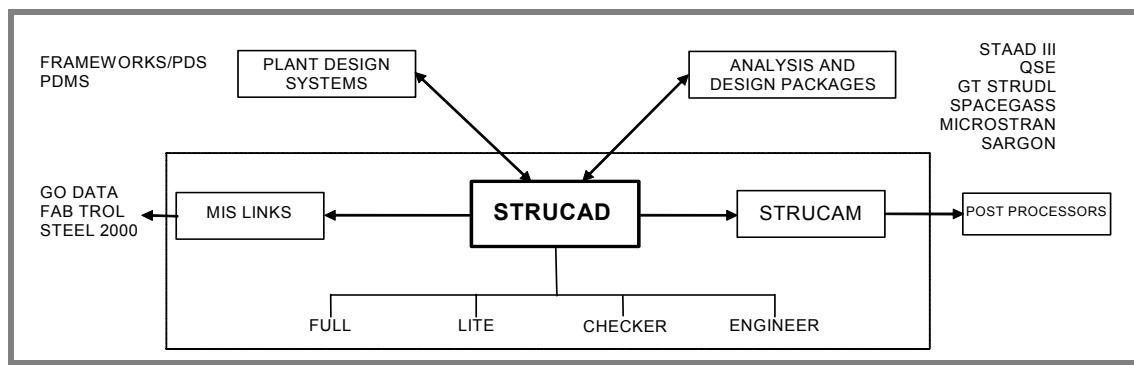 FRAMEWORKS/PDS
PDMS
PLANT DESIGN
SYSTEMS
ANALYSIS AND
DESIGN PACKAGES
STAAD III
QSE
GT STRUDL
SPACEGASS
MICROSTRAN
SARGON
GO DATA
FAB TROL
STEEL 2000
MIS LINKS
STRUCAD
STRUCAM
POST PROCESSORS
FULL
LITE
CHECKER
ENGINEER